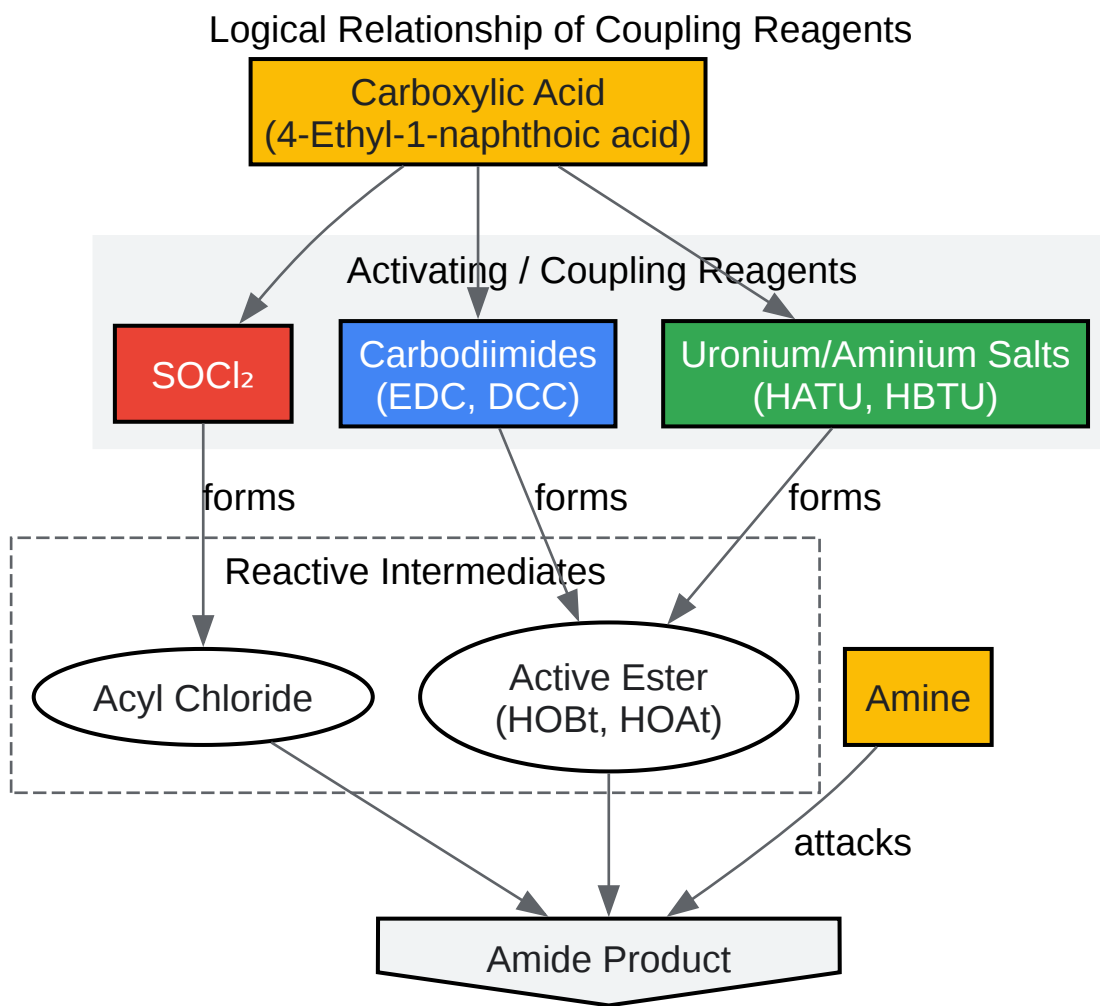 Logical Relationship of Coupling Reagents
Carboxylic Acid
(4-Ethyl-1-naphthoic acid)
Activating / Coupling Reagents
SOCl₂
Carbodiimides
(EDC, DCC)
Uronium/Aminium Salts
(HATU, HBTU)
forms
forms
forms
Reactive Intermediates
Acyl Chloride
Active Ester
(HOBt, HOAt)
Amine
attacks
Amide Product